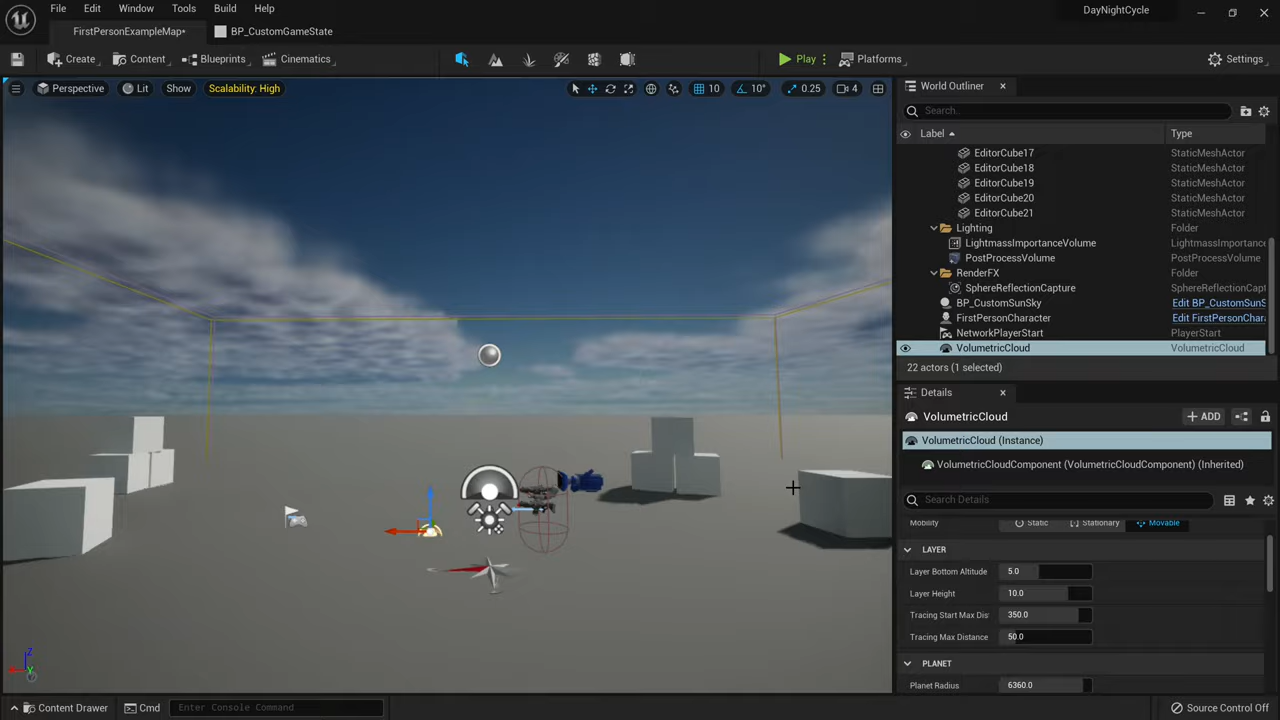 File Edit Window Tools Build Help DayNightCycle
FirstPersonExampleMap* BP_CustomGameState
Create Content Blueprints Cinematics Play Platforms Settings
Perspective Lit Show Scalability: High 10 10° 0.25 4
World Outliner
Search...
Label Type
EditorCube17 StaticMeshActor
EditorCube18 StaticMeshActor
EditorCube19 StaticMeshActor
EditorCube20 StaticMeshActor
EditorCube21 StaticMeshActor
Lighting Folder
LightmassImportanceVolume LightmassImportance
PostProcessVolume PostProcessVolume
RenderFX Folder
SphereReflectionCapture SphereReflectionCapt
BP_CustomSunSky Edit BP_CustomSunS
FirstPersonCharacter Edit FirstPersonChar
NetworkPlayerStart PlayerStart
VolumetricCloud VolumetricCloud
22 actors (1 selected)
Details
VolumetricCloud ADD
VolumetricCloud (Instance)
VolumetricCloudComponent (VolumetricCloudComponent) (Inherited)
Search Details
Mobility Static Stationary Movable
LAYER
Layer Bottom Altitude 5.0
Layer Height 10.0
Tracing Start Max Dis 350.0
Tracing Max Distance 50.0
PLANET
Planet Radius 6360.0
Z
Y
Content Drawer Cmd Enter Console Command Source Control Off